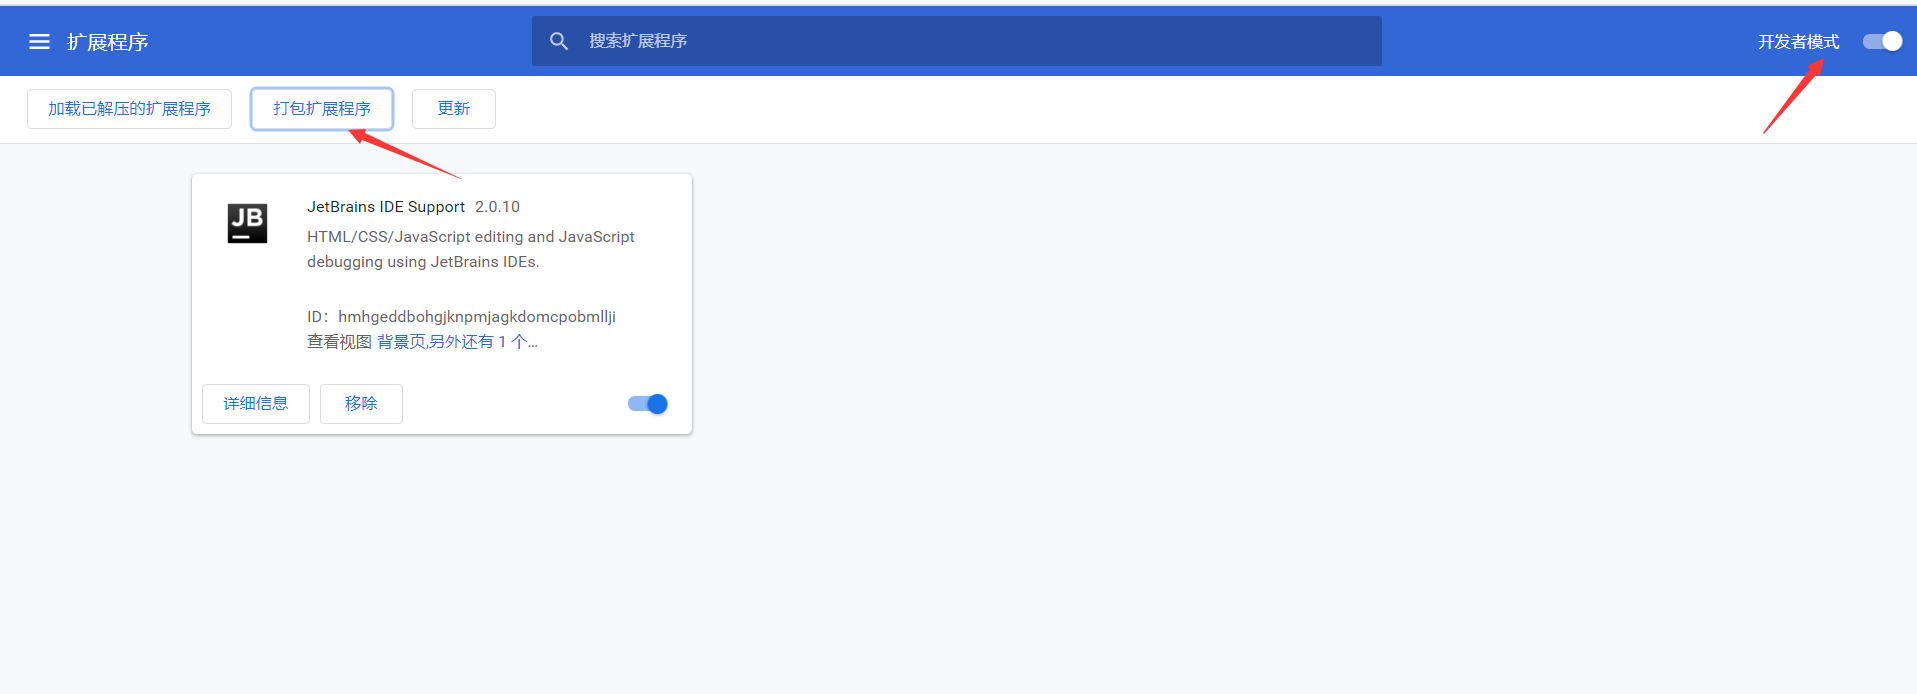 扩展程序
搜索扩展程序
开发者模式
加载已解压的扩展程序
打包扩展程序
更新
JB
JetBrains IDE Support 2.0.10
HTML/CSS/JavaScript editing and JavaScript
debugging using JetBrains IDEs.
ID：hmhgeddbohgjknpmjagkdomcpobmllji
查看视图 背景页,另外还有 1 个...
详细信息
移除